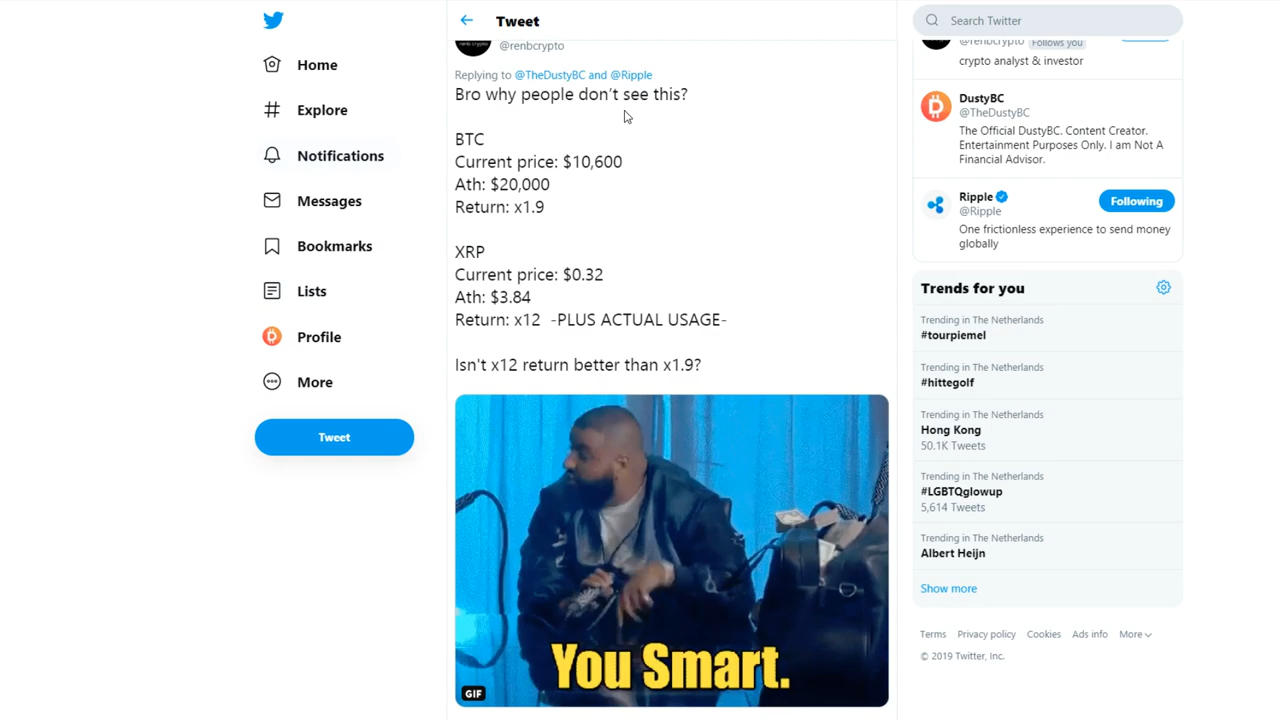 Home
Explore
Notifications
Messages
Bookmarks
Lists
Profile
More
Tweet
Tweet
@renbcrypto
Replying to @TheDustyBC and @Ripple
Bro why people don't see this?
BTC
Current price: $10,600
Ath: $20,000
Return: x1.9
XRP
Current price: $0.32
Ath: $3.84
Return: x12 -PLUS ACTUAL USAGE-
Isn't x12 return better than x1.9?
You Smart.
GIF
Search Twitter
@renbcrypto Follows you
crypto analyst & investor
DustyBC
@TheDustyBC
The Official DustyBC. Content Creator.
Entertainment Purposes Only. I am Not A
Financial Advisor.
Ripple
@Ripple
Following
One frictionless experience to send money
globally
Trends for you
Trending in The Netherlands
#tourpiemel
Trending in The Netherlands
#hittegolf
Trending in The Netherlands
Hong Kong
50.1K Tweets
Trending in The Netherlands
#LGBTQglowup
5,614 Tweets
Trending in The Netherlands
Albert Heijn
Show more
Terms Privacy policy Cookies Ads info More
© 2019 Twitter, Inc.